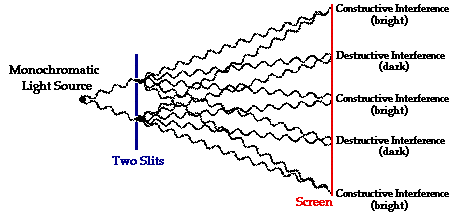 Constructive Interference
(bright)
Monochromatic
Light Source
Destructive Interference
(dark)
Constructive Interference
(bright)
Destructive Interference
(dark)
Two Slits
Screen
Constructive Interference
(bright)